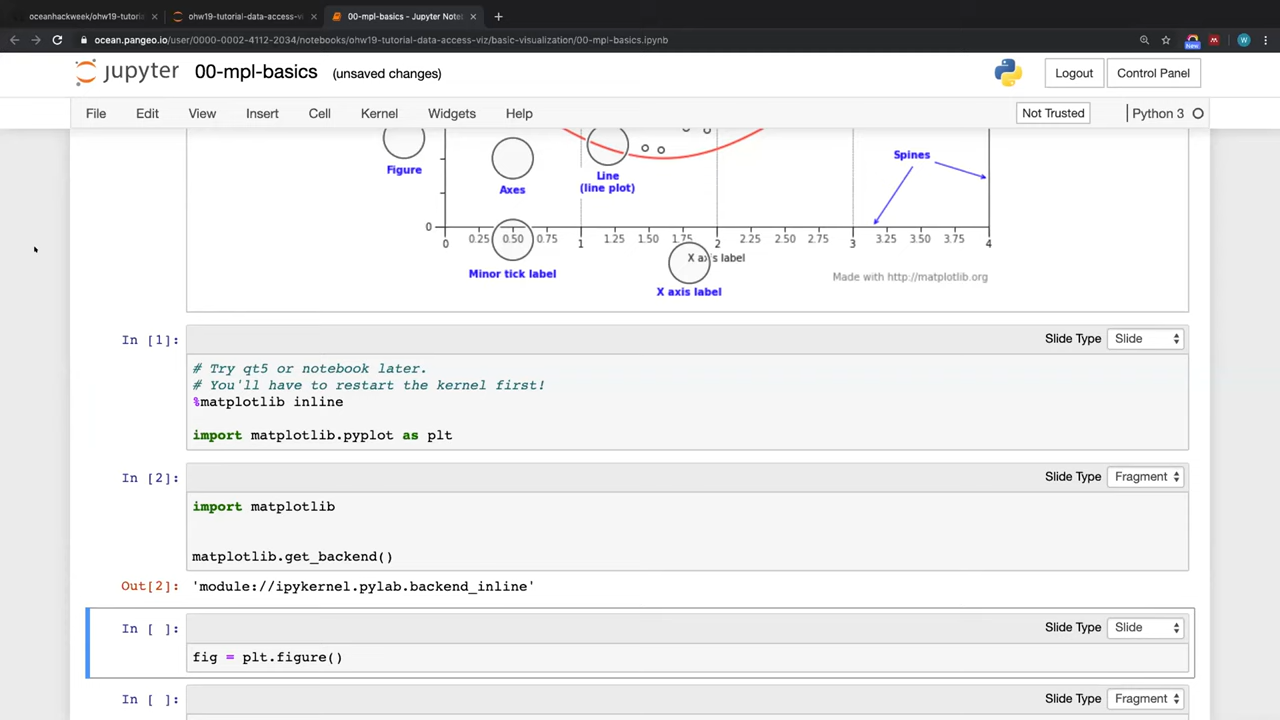 oceanhackweek/ohw19-tutoria
ohw19-tutorial-data-access-vi
00-mpl-basics - Jupyter Note
ocean.pangeo.io/user/0000-0002-4112-2034/notebooks/ohw19-tutorial-data-access-viz/basic-visualization/00-mpl-basics.ipynb
New
W
jupyter 00-mpl-basics (unsaved changes)
Logout
Control Panel
File Edit View Insert Cell Kernel Widgets Help
Not Trusted
Python 3
Figure
Axes
Line
(line plot)
Spines
0
0 0.25 0.50 0.75 1 1.25 1.50 1.75 2 2.25 2.50 2.75 3 3.25 3.50 3.75 4
X axis label
Minor tick label
X axis label
Made with http://matplotlib.org
In [1]:
Slide Type Slide
# Try qt5 or notebook later.
# You'll have to restart the kernel first!
%matplotlib inline
import matplotlib.pyplot as plt
In [2]:
Slide Type Fragment
import matplotlib
matplotlib.get_backend()
Out[2]: 'module://ipykernel.pylab.backend_inline'
In [ ]:
Slide Type Slide
fig = plt.figure()
In [ ]:
Slide Type Fragment